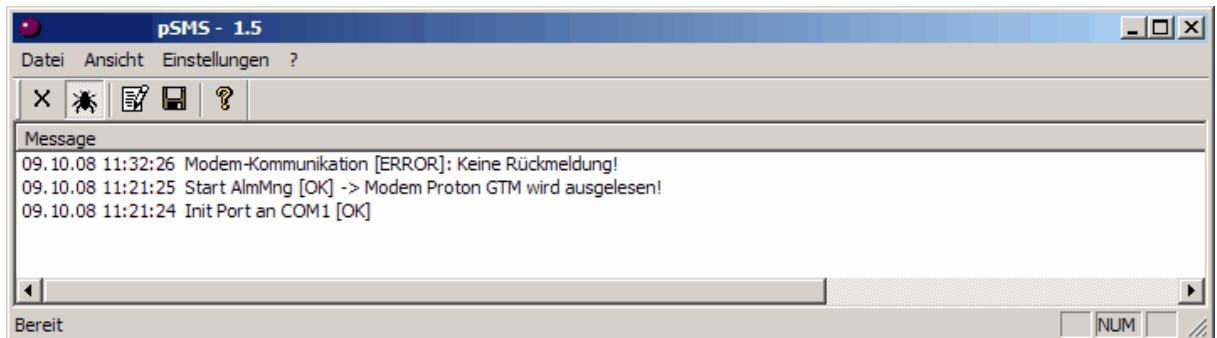 pSMS - 1.5
Datei Ansicht Einstellungen ?
Message
09.10.08 11:32:26 Modem-Kommunikation [ERROR]: Keine Rückmeldung!
09.10.08 11:21:25 Start AlmMng [OK] -> Modem Proton GTM wird ausgelesen!
09.10.08 11:21:24 Init Port an COM1 [OK]
Bereit NUM